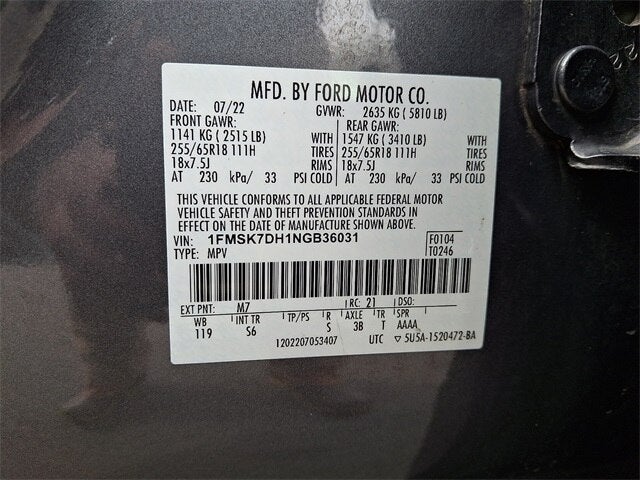 MFD. BY FORD MOTOR CO.
DATE: 07/22 GVWR: 2635 KG ( 5810 LB)
FRONT GAWR: REAR GAWR:
1141 KG ( 2515 LB) WITH 1547 KG ( 3410 LB) WITH
255/65R18 111H TIRES 255/65R18 111H TIRES
18x7.5J RIMS 18x7.5J RIMS
AT 230 kPa/ 33 PSI COLD AT 230 kPa/ 33 PSI COLD
THIS VEHICLE CONFORMS TO ALL APPLICABLE FEDERAL MOTOR
VEHICLE SAFETY AND THEFT PREVENTION STANDARDS IN
EFFECT ON THE DATE OF MANUFACTURE SHOWN ABOVE.
VIN: 1FMSK7DH1NGB36031 F0104
TYPE: MPV T0246
EXT PNT: M7 RC: 21 DSO:
WB INT TR TP/PS R AXLE TR SPR
119 S6 S 3B T AAAA
1202207053407 UTC ▽ 5U5A-1520472-BA